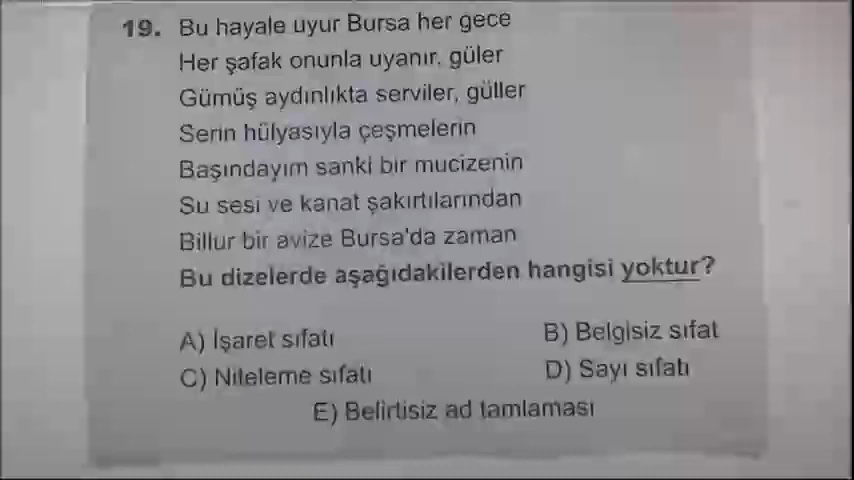 19. Bu hayale uyur Bursa her gece
Her şafak onunla uyanır, güler
Gümüş aydınlıkta serviler, güller
Serin hülyasıyla çeşmelerin
Başındayım sanki bir mucizenin
Su sesi ve kanat şakırtılarından
Billur bir avize Bursa'da zaman
Bu dizelerde aşağıdakilerden hangisi yoktur?
A) İşaret sıfatı B) Belgisiz sıfat
C) Niteleme sıfatı D) Sayı sıfatı
E) Belirtisiz ad tamlaması